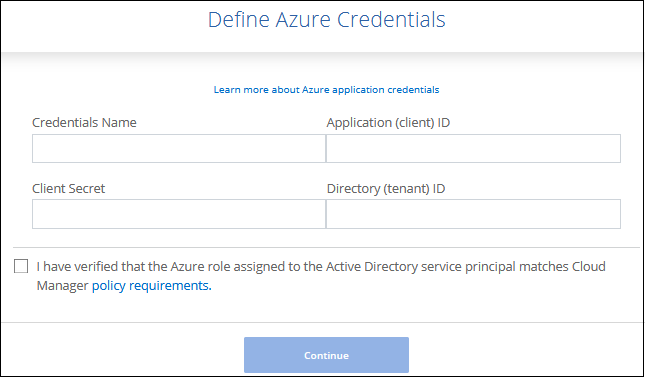 Define Azure Credentials
Learn more about Azure application credentials
Credentials Name
Application (client) ID
Client Secret
Directory (tenant) ID
I have verified that the Azure role assigned to the Active Directory service principal matches Cloud
Manager policy requirements.
Continue